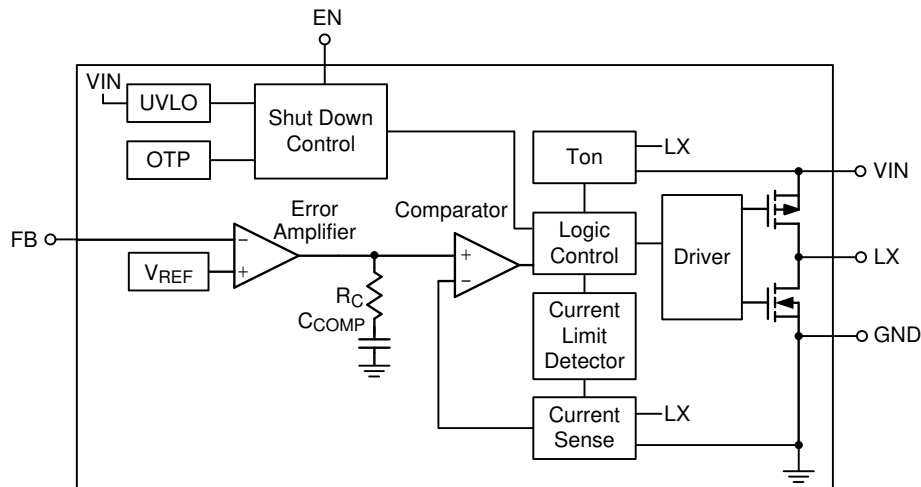 EN
VIN
UVLO
Shut Down
Control
OTP
Ton
LX
VIN
Error
Amplifier
Comparator
FB
VREF
Logic
Control
Driver
LX
RC
CCOMP
Current
Limit
Detector
GND
Current
Sense
LX